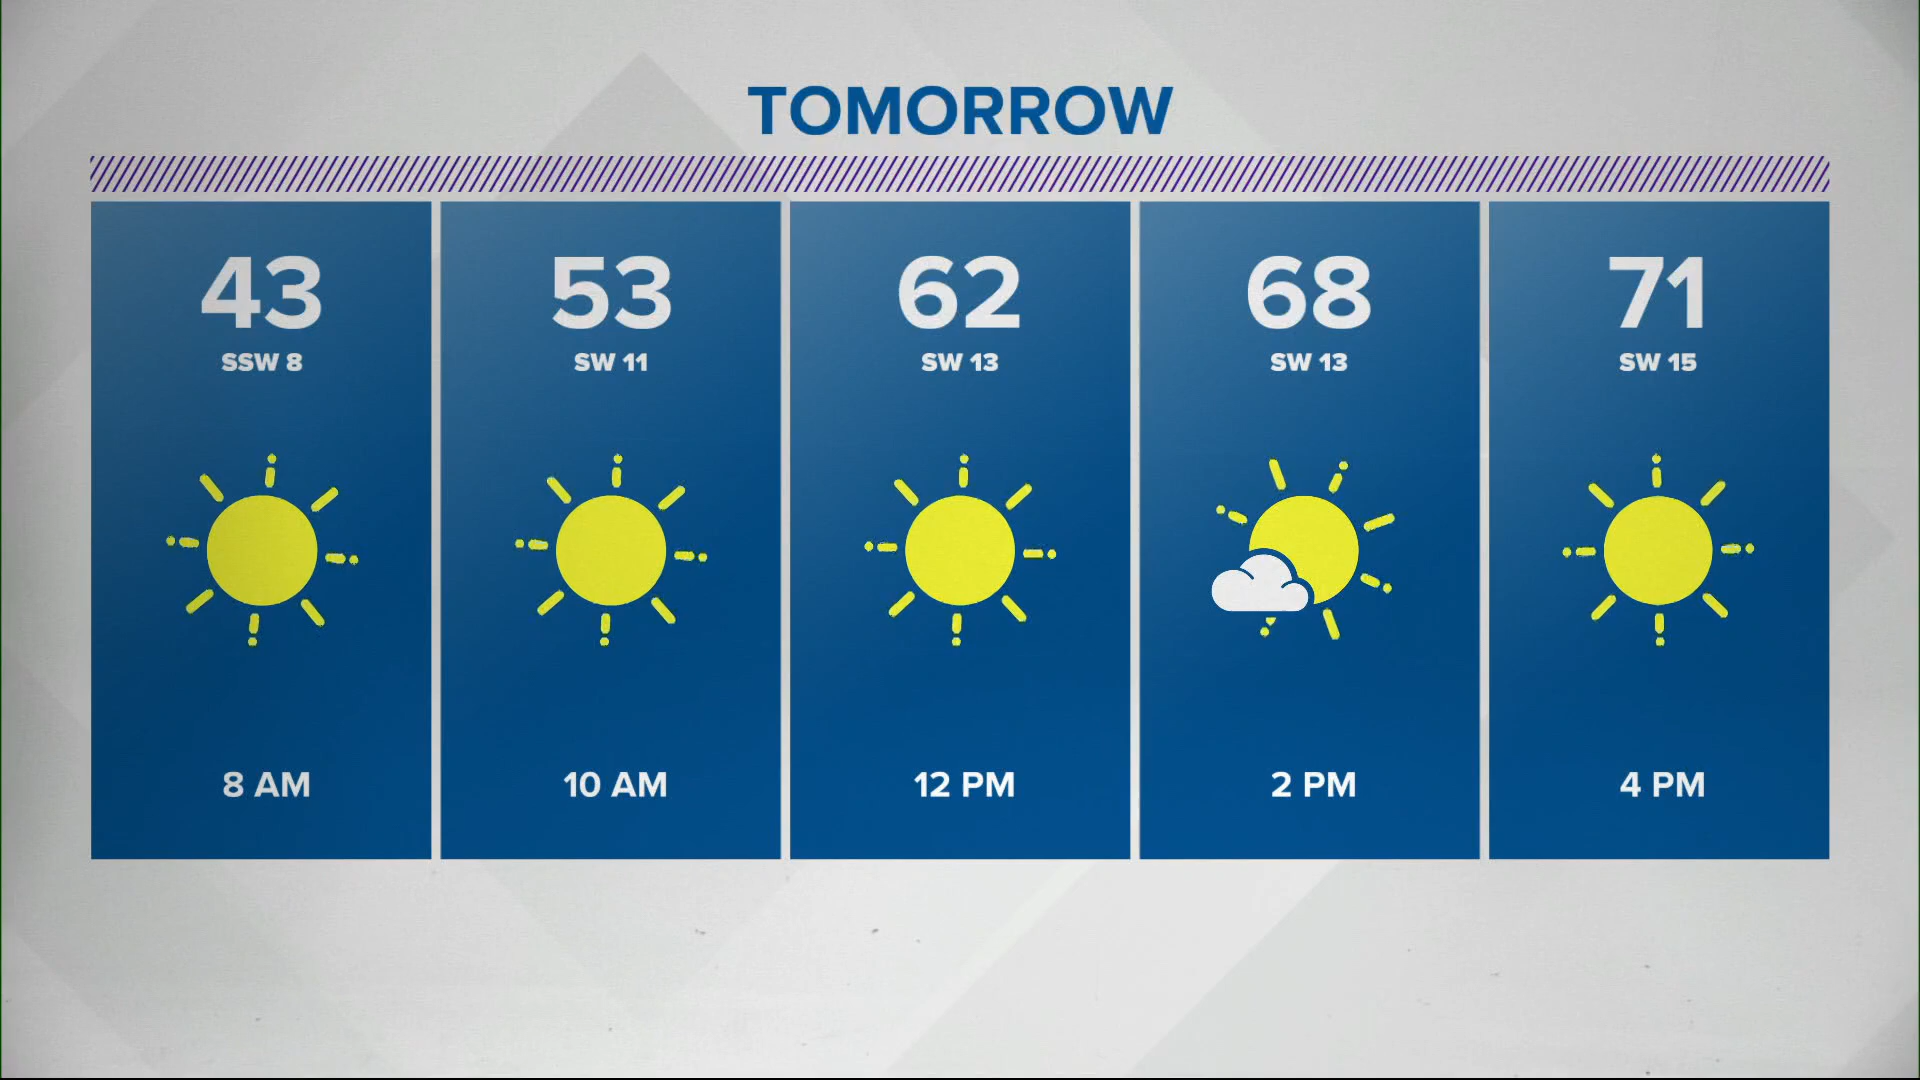 TOMORROW
43
SSW 8
8 AM
53
SW 11
10 AM
62
SW 13
12 PM
68
SW 13
2 PM
71
SW 15
4 PM